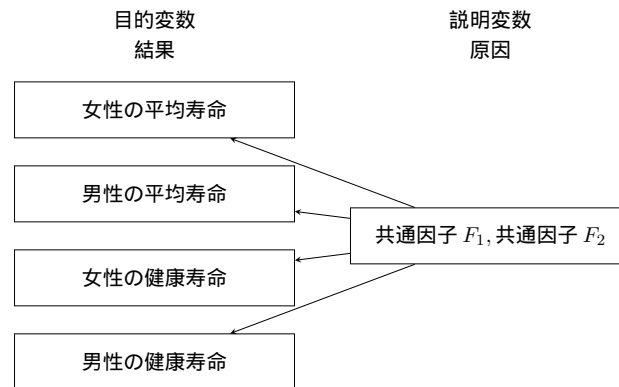 目的変数
結果
説明変数
原因
女性の平均寿命
男性の平均寿命
共通因子 F₁, 共通因子 F₂
女性の健康寿命
男性の健康寿命